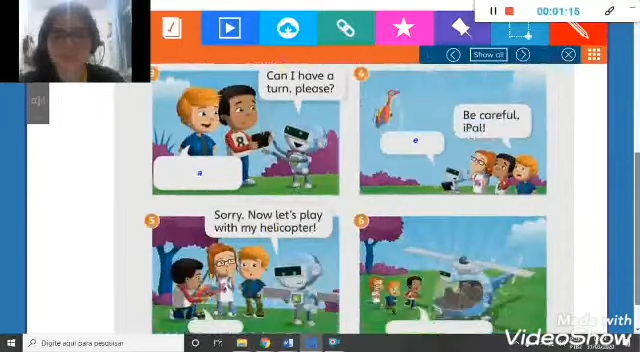 00:01:15
Show all
3
Can I have a
turn, please?
a
4
Be careful,
iPal!
e
5
Sorry. Now let's play
with my helicopter!
6
Digite aqui para pesquisar
Made with
VideoShow